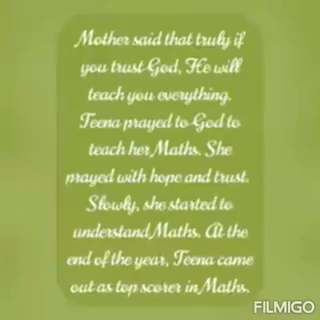 Mother said that truly if
you trust God, He will
teach you everything.
Teena prayed to God to
teach her Maths. She
prayed with hope and trust.
Slowly, she started to
understand Maths. At the
end of the year, Teena came
out as top scorer in Maths.
FILMIGO